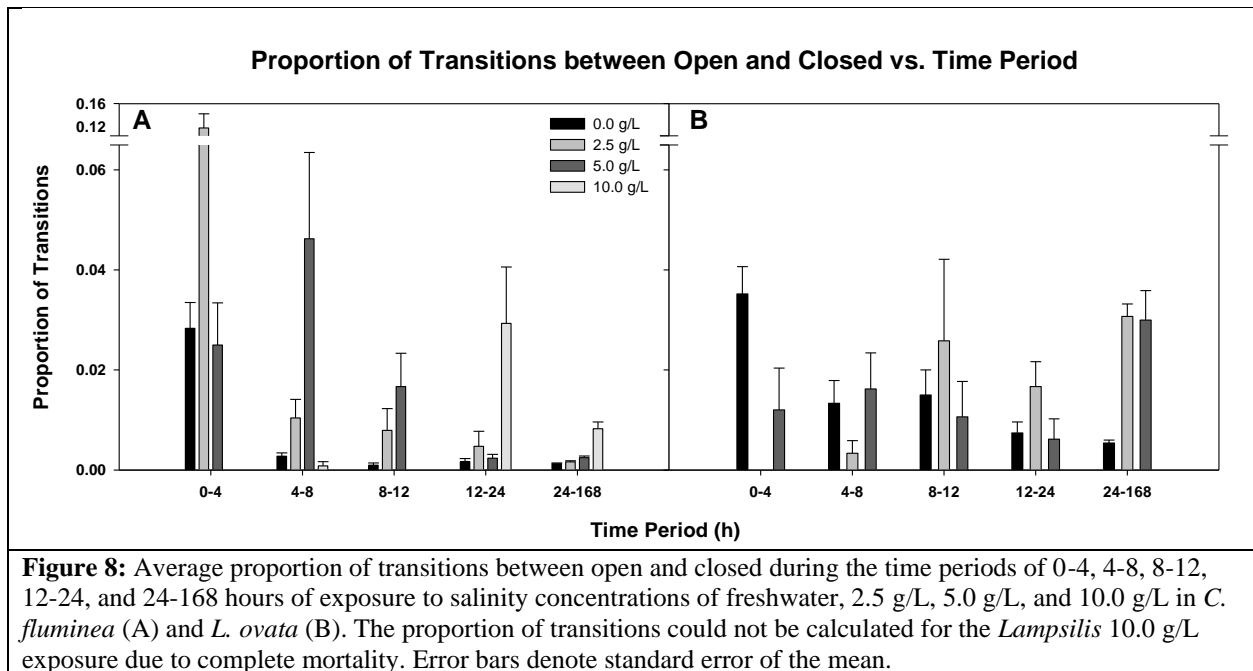 Proportion of Transitions between Open and Closed vs. Time Period
Proportion of Transitions
0.16
0.12
0.06
0.04
0.02
0.00
A
0.0 g/L
2.5 g/L
5.0 g/L
10.0 g/L
B
0-4
4-8
8-12
12-24
24-168
0-4
4-8
8-12
12-24
24-168
Time Period (h)
Figure 8: Average proportion of transitions between open and closed during the time periods of 0-4, 4-8, 8-12,
12-24, and 24-168 hours of exposure to salinity concentrations of freshwater, 2.5 g/L, 5.0 g/L, and 10.0 g/L in C.
fluminea (A) and L. ovata (B). The proportion of transitions could not be calculated for the Lampsilis 10.0 g/L
exposure due to complete mortality. Error bars denote standard error of the mean.